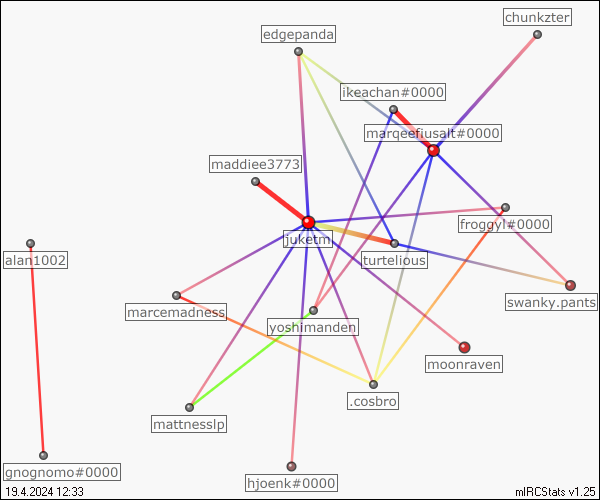 chunkzter
edgepanda
ikeachan#0000
marqeefiusalt#0000
maddiee3773
froggyl#0000
juketml
turtelious
alan1002
swanky.pants
marcemadness
yoshimanden
moonraven
.cosbro
mattnesslp
gnognomo#0000
hjoenk#0000
19.4.2024 12:33
mIRCStats v1.25